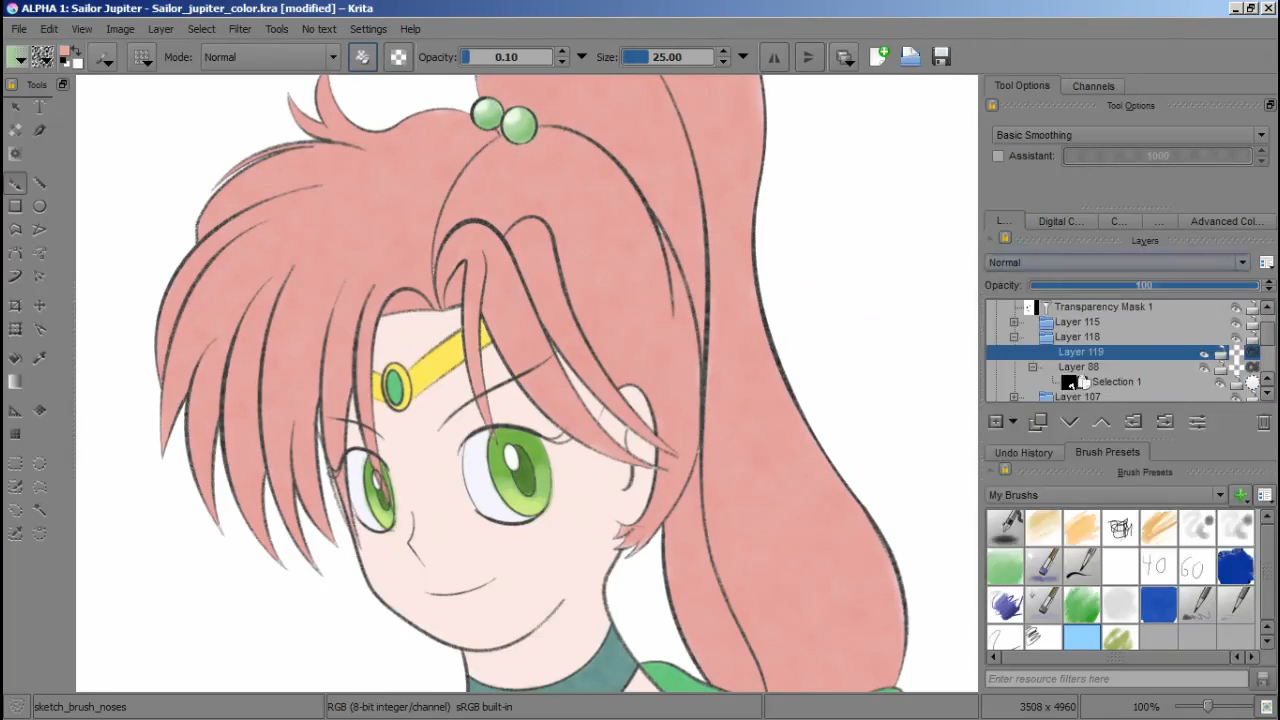 ALPHA 1: Sailor Jupiter - Sailor_jupiter_color.kra [modified] – Krita
File Edit View Image Layer Select Filter Tools No text Settings Help
Mode: Normal Opacity: 0.10 Size: 25.00
Tools
Tool Options Channels
Tool Options
Basic Smoothing
Assistant: 1000
L... Digital C... C... ... Advanced Col...
Layers
Normal
Opacity: 100
Transparency Mask 1
Layer 115
Layer 118
Layer 119
Layer 88
Selection 1
Layer 107
Undo History Brush Presets
Brush Presets
My Brushes
40 60
Enter resource filters here
sketch_brush_noses RGB (8-bit integer/channel) sRGB built-in 3508 x 4960 100%